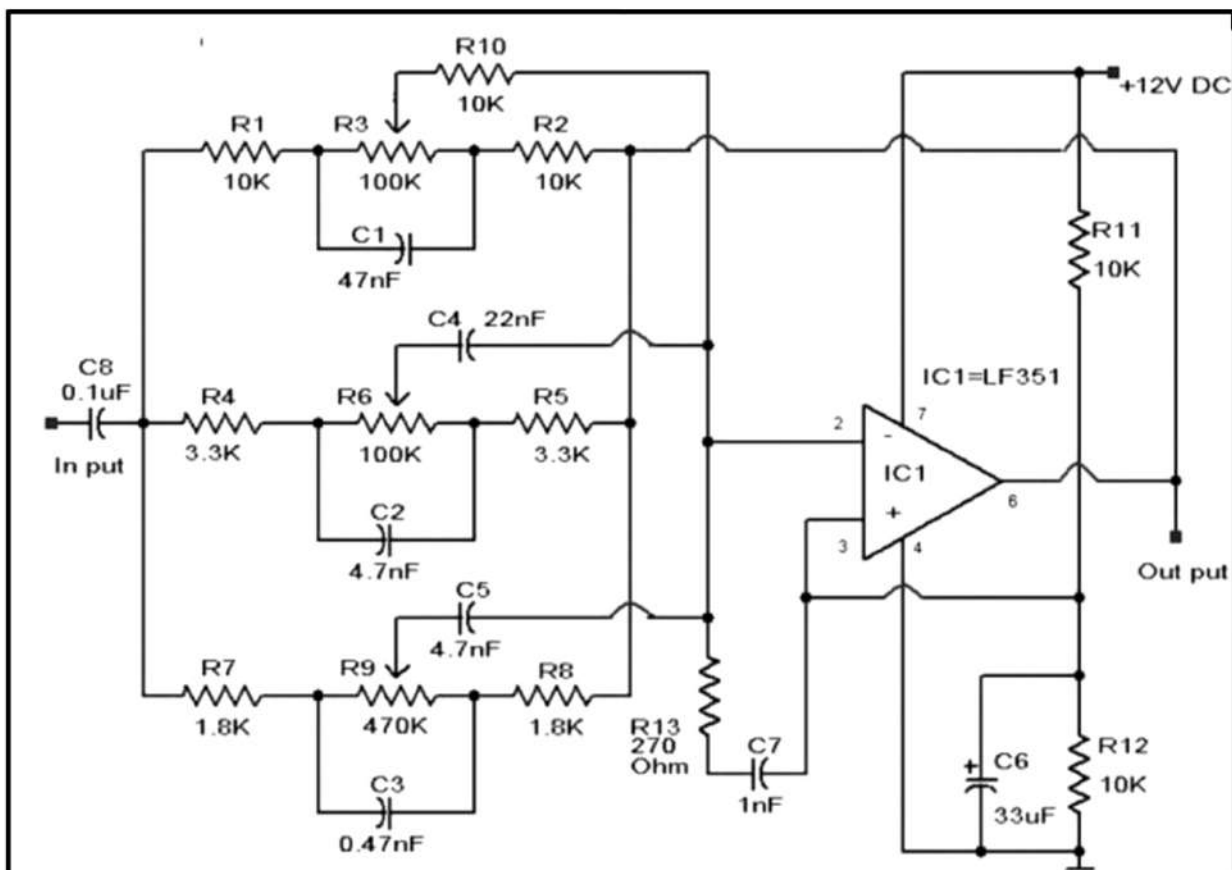 R10
10K
+12V DC
R1
R3
R2
10K
100K
10K
C1
47nF
R11
10K
C4
22nF
C8
0.1uF
R4
R6
R5
IC1=LF351
In put
3.3K
100K
3.3K
2
7
-
IC1
+
6
3
4
C2
4.7nF
Out put
C5
4.7nF
R7
R9
R8
1.8K
470K
1.8K
R13
270
Ohm
C7
1nF
C6
33uF
R12
10K
+
C3
0.47nF